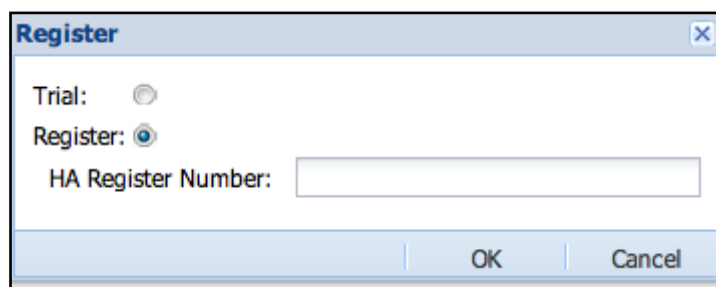 Register
Trial:
Register:
HA Register Number:
OK Cancel